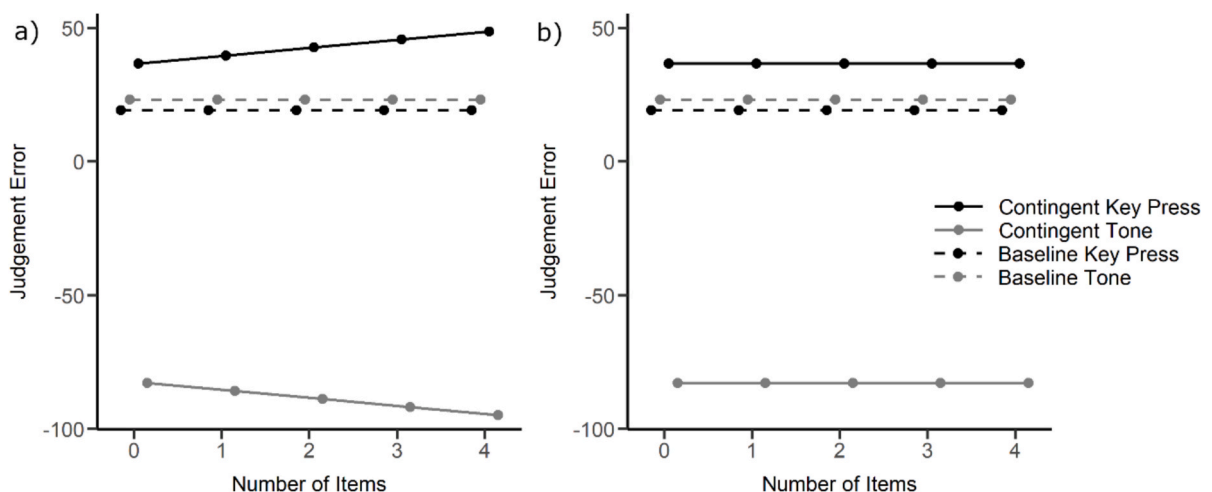 a)
50
0
-50
-100
Judgement Error
0 1 2 3 4
Number of Items
b)
50
0
-50
-100
Judgement Error
0 1 2 3 4
Number of Items
Contingent Key Press
Contingent Tone
Baseline Key Press
Baseline Tone